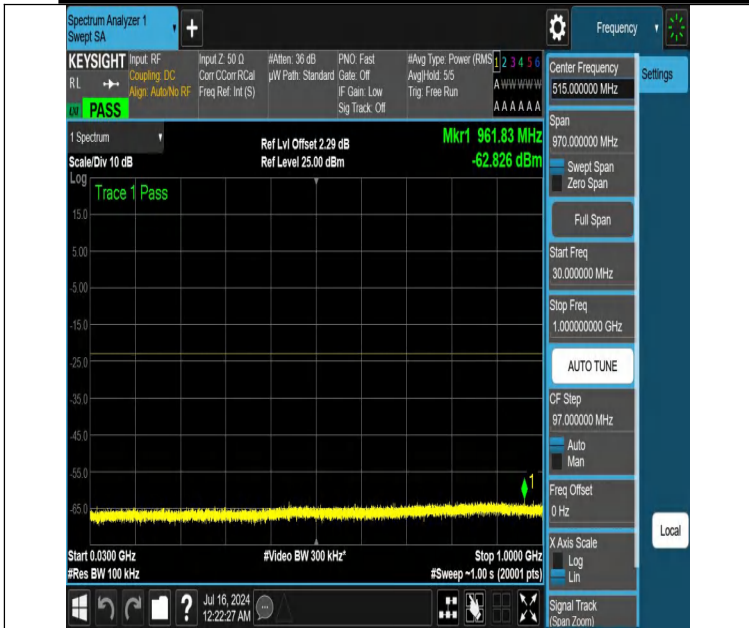 Spectrum Analyzer 1
Swept SA
+
Frequency
KEYSIGHT
RL
LXI
PASS
Input: RF
Coupling: DC
Align: Auto/No RF
Input Z: 50 Ω
Corr CCorr RCal
Freq Ref: Int (S)
#Atten: 36 dB
µW Path: Standard
PNO: Fast
Gate: Off
IF Gain: Low
Sig Track: Off
#Avg Type: Power (RMS
Avg|Hold: 5/5
Trig: Free Run
1 2 3 4 5 6
A W W W W W
A A A A A A
1 Spectrum
Scale/Div 10 dB
Log
Ref Lvl Offset 2.29 dB
Ref Level 25.00 dBm
Mkr1 961.83 MHz
-62.826 dBm
Trace 1 Pass
15.0
5.00
-5.00
-15.0
-25.0
-35.0
-45.0
-55.0
-65.0
1
Start 0.0300 GHz
#Res BW 100 kHz
#Video BW 300 kHz*
Stop 1.0000 GHz
#Sweep ~1.00 s (20001 pts)
Center Frequency
515.000000 MHz
Settings
Span
970.000000 MHz
Swept Span
Zero Span
Full Span
Start Freq
30.000000 MHz
Stop Freq
1.000000000 GHz
AUTO TUNE
CF Step
97.000000 MHz
Auto
Man
Freq Offset
0 Hz
X Axis Scale
Log
Lin
Local
Signal Track
(Span Zoom)
?
Jul 16, 2024
12:22:27 AM